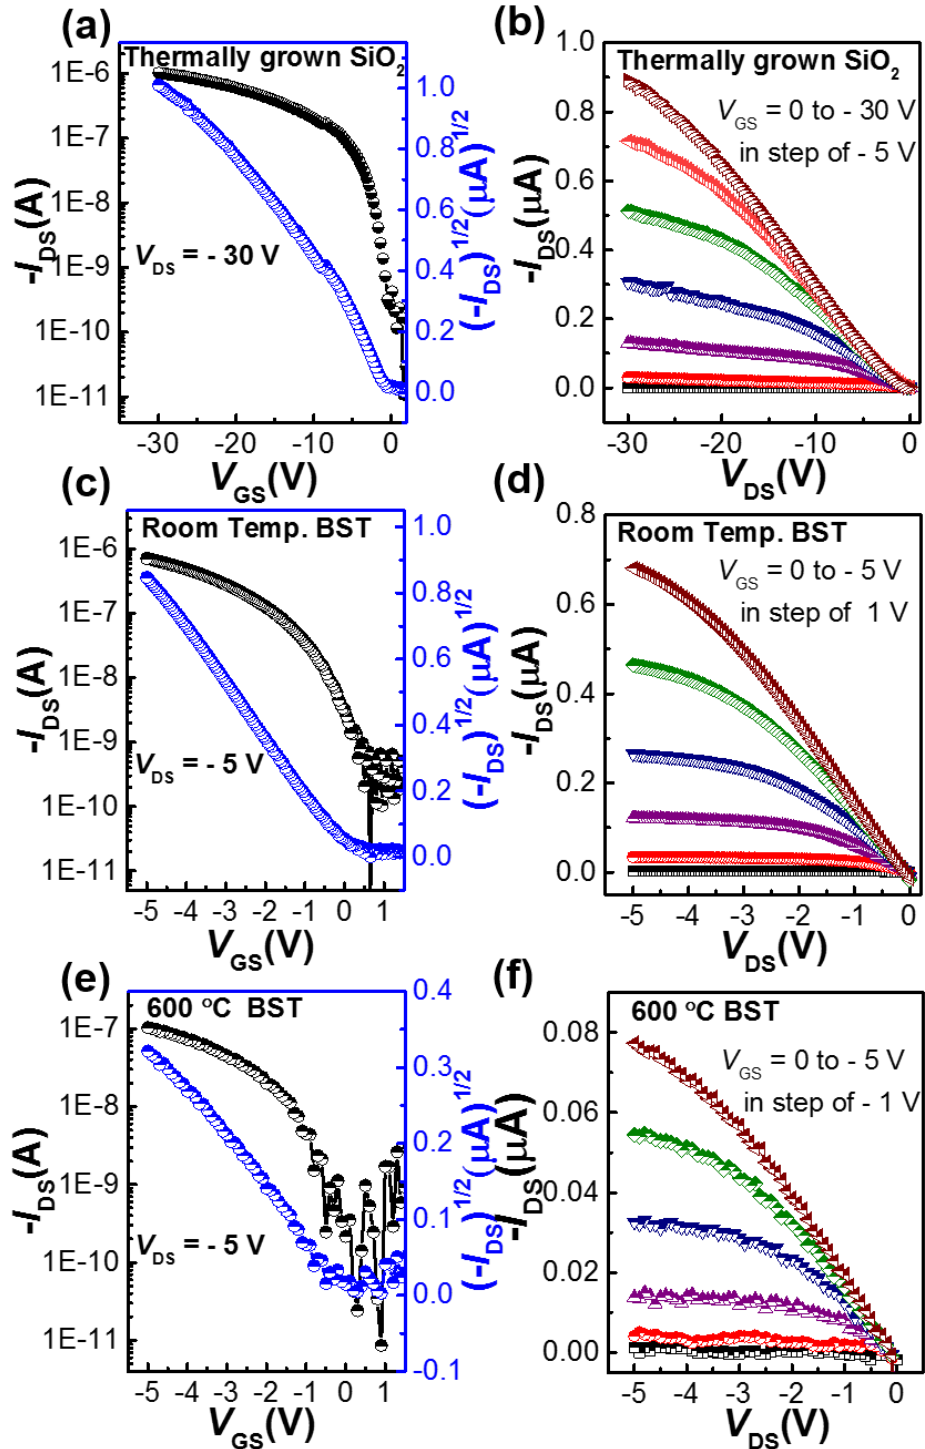 (a)
Thermally grown SiO2
1E-6
1E-7
1E-8
1E-9
1E-10
1E-11
-IDS(A)
VDS = - 30 V
1.0
0.8
0.6
0.4
0.2
0.0
(-IDS)1/2(μA)1/2
-30
-20
-10
0
VGS(V)
(b)
Thermally grown SiO2
VGS = 0 to - 30 V
in step of - 5 V
1.0
0.8
0.6
0.4
0.2
0.0
-IDS(μA)
-30
-20
-10
0
VDS(V)
(c)
Room Temp. BST
1E-6
1E-7
1E-8
1E-9
1E-10
1E-11
-IDS(A)
VDS = - 5 V
1.0
0.8
0.6
0.4
0.2
0.0
(-IDS)1/2(μA)1/2
-5
-4
-3
-2
-1
0
1
VGS(V)
(d)
Room Temp. BST
VGS = 0 to - 5 V
in step of 1 V
0.8
0.6
0.4
0.2
0.0
-IDS(μA)
-5
-4
-3
-2
-1
0
VDS(V)
(e)
600 °C BST
1E-7
1E-8
1E-9
1E-10
1E-11
-IDS(A)
VDS = - 5 V
0.4
0.3
0.2
0.1
0.0
-0.1
(-IDS)1/2(μA)1/2
-5
-4
-3
-2
-1
0
1
VGS(V)
(f)
600 °C BST
VGS = 0 to - 5 V
in step of - 1 V
0.08
0.06
0.04
0.02
0.00
-IDS(μA)
-5
-4
-3
-2
-1
0
VDS(V)